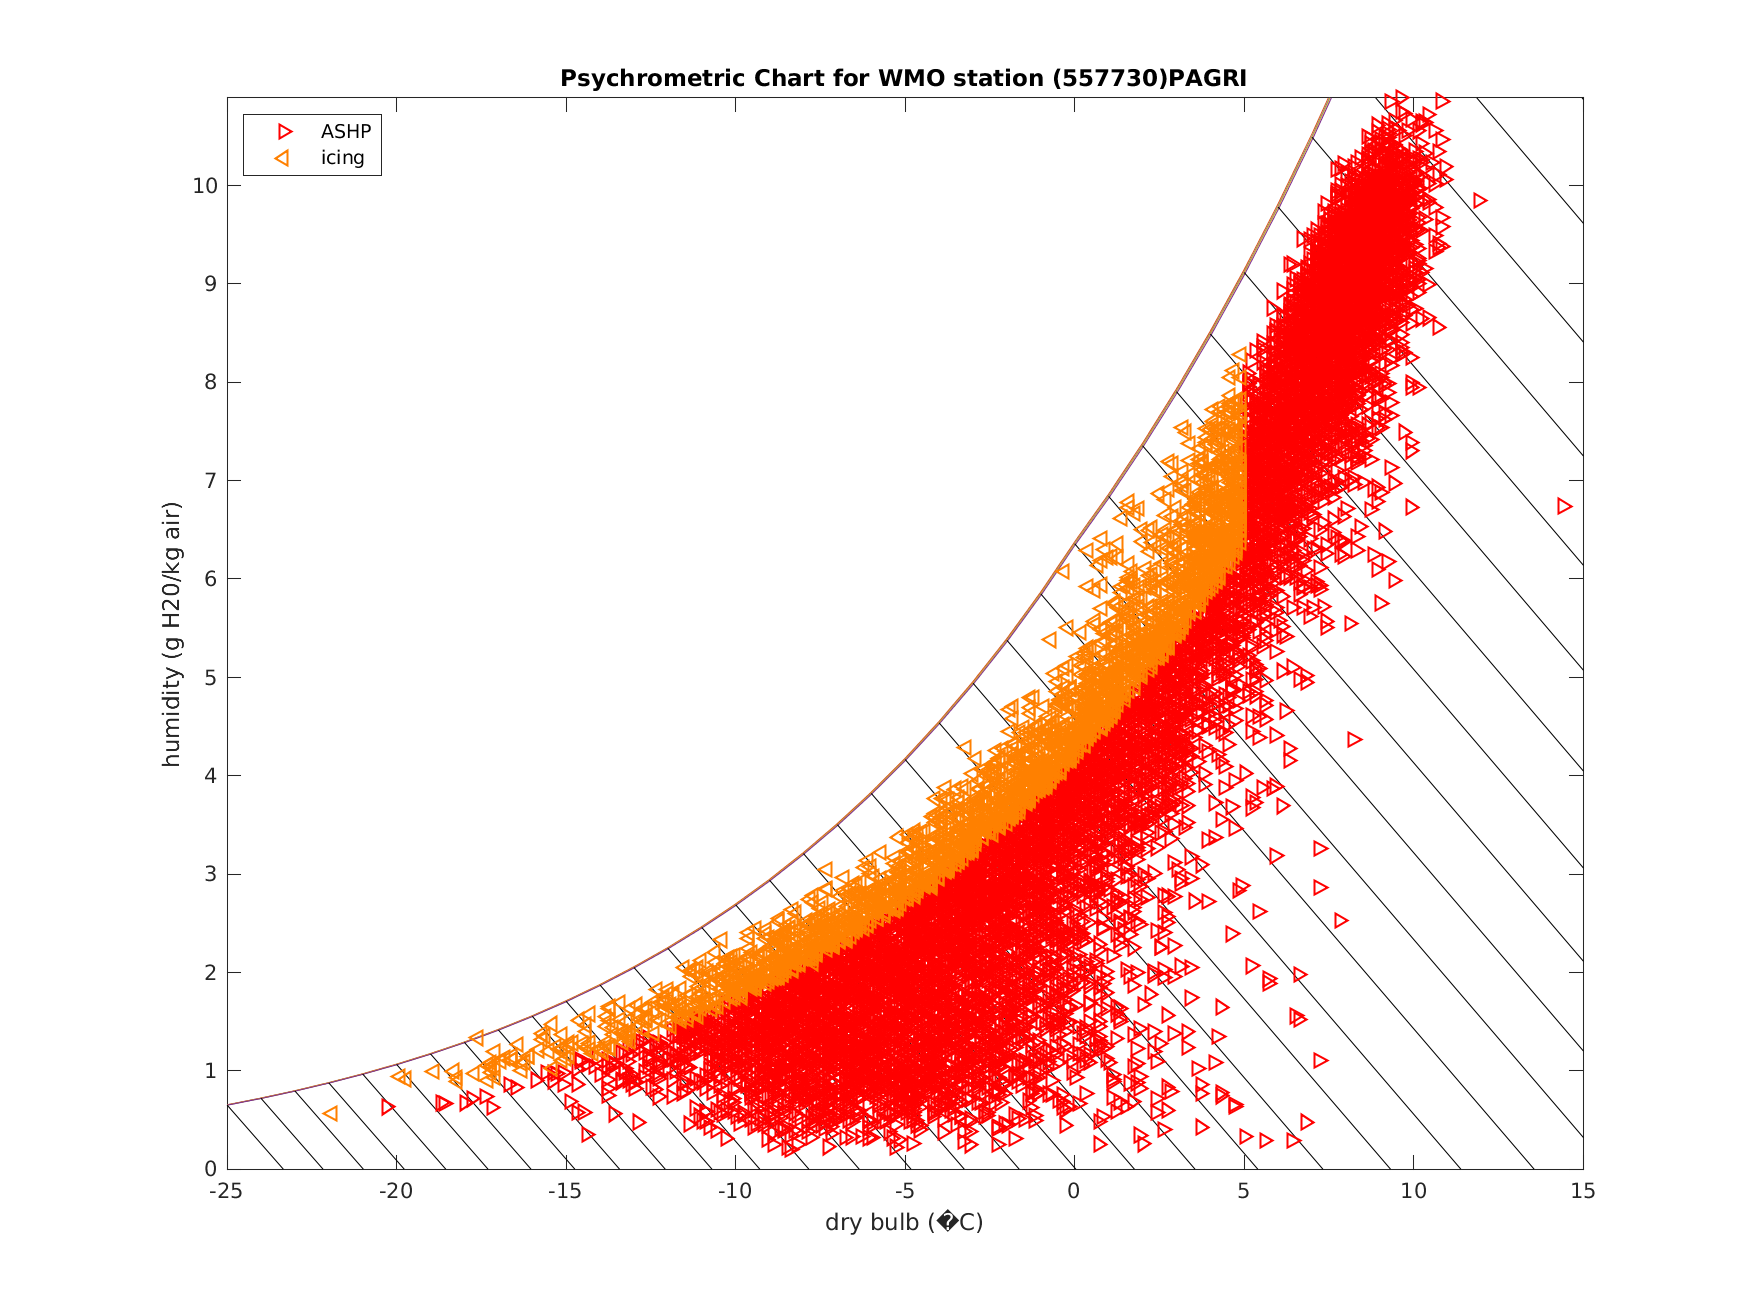 Psychrometric Chart for WMO station (557730)PAGRI
ASHP
icing
10
9
8
7
6
5
4
3
2
1
0
humidity (g H20/kg air)
-25 -20 -15 -10 -5 0 5 10 15
dry bulb (�C)